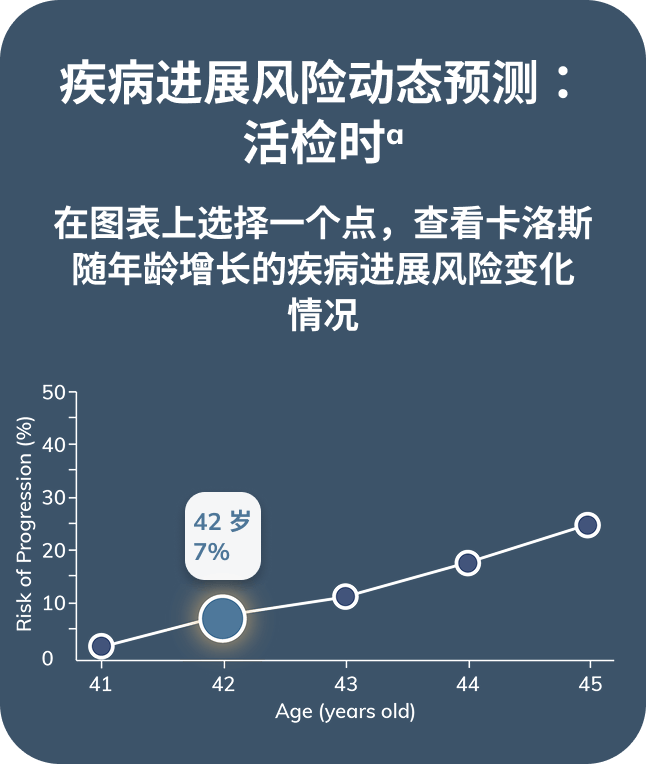 疾病进展风险动态预测：
活检时a
在图表上选择一个点，查看卡洛斯
随年龄增长的疾病进展风险变化
情况
Risk of Progression (%)
50
40
30
20
10
0
42 岁
7%
41 42 43 44 45
Age (years old)